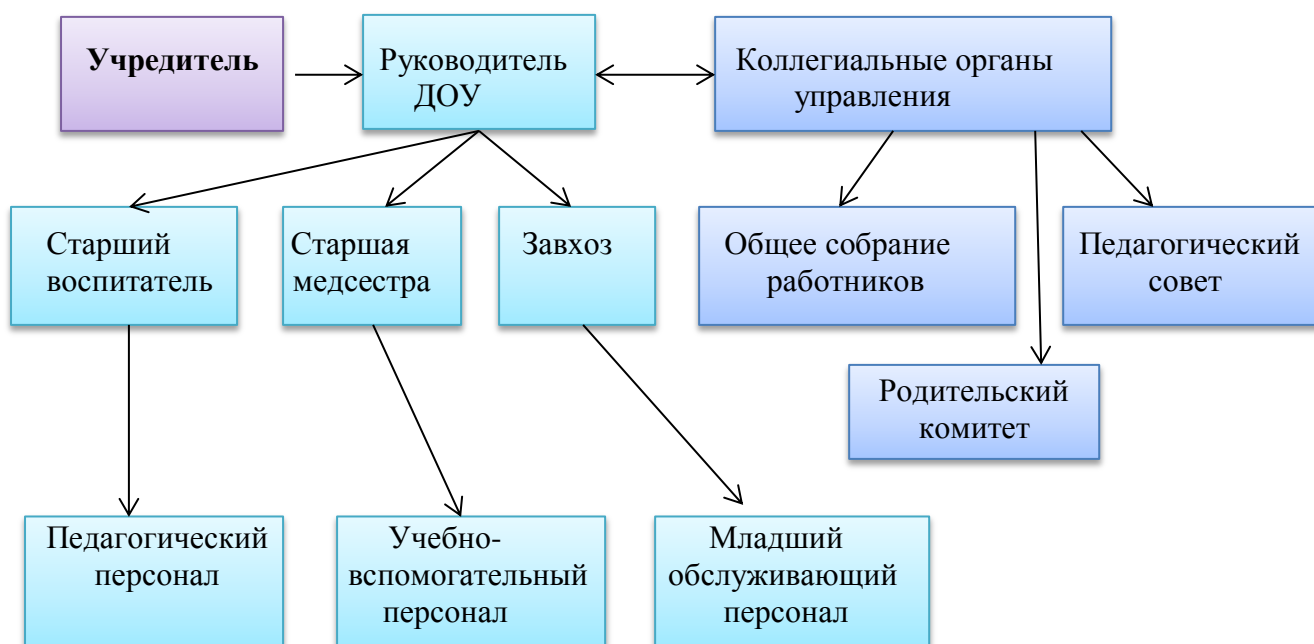 Учредитель
Руководитель
ДОУ
Коллегиальные органы
управления
Старший
воспитатель
Старшая
медсестра
Завхоз
Общее собрание
работников
Педагогический
совет
Родительский
комитет
Педагогический
персонал
Учебно-
вспомогательный
персонал
Младший
обслуживающий
персонал